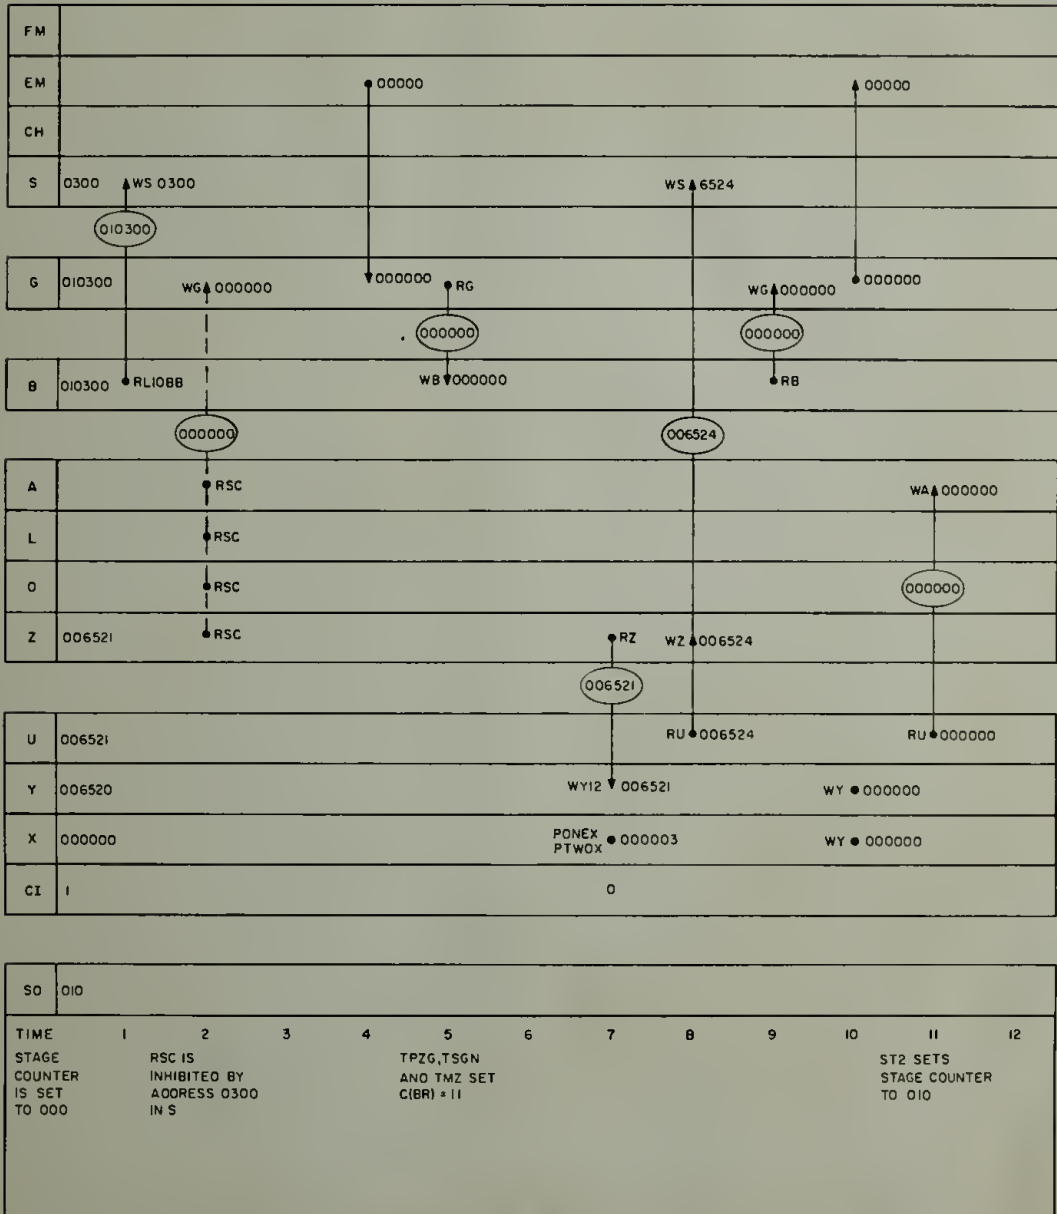 FM
EM
00000
00000
CH
S
0300
WS 0300
WS 6524
010300
G
010300
WG 000000
000000
RG
WG 000000
000000
000000
000000
B
010300
RL10BB
WB 000000
RB
000000
006524
A
RSC
WA 000000
L
RSC
O
RSC
000000
Z
006521
RSC
RZ
WZ 006524
006521
U
006521
RU 006524
RU 000000
Y
006520
WY12 006521
WY 000000
X
000000
PONEX
PTWOX
000003
WY 000000
CI
1
0
SO
010
TIME 1 2 3 4 5 6 7 8 9 10 11 12
STAGE
COUNTER
IS SET
TO 000
RSC IS
INHIBITED BY
ADDRESS 0300
IN S
TPZG,TSGN
AND TMZ SET
C(BR) = 11
ST2 SETS
STAGE COUNTER
TO 010